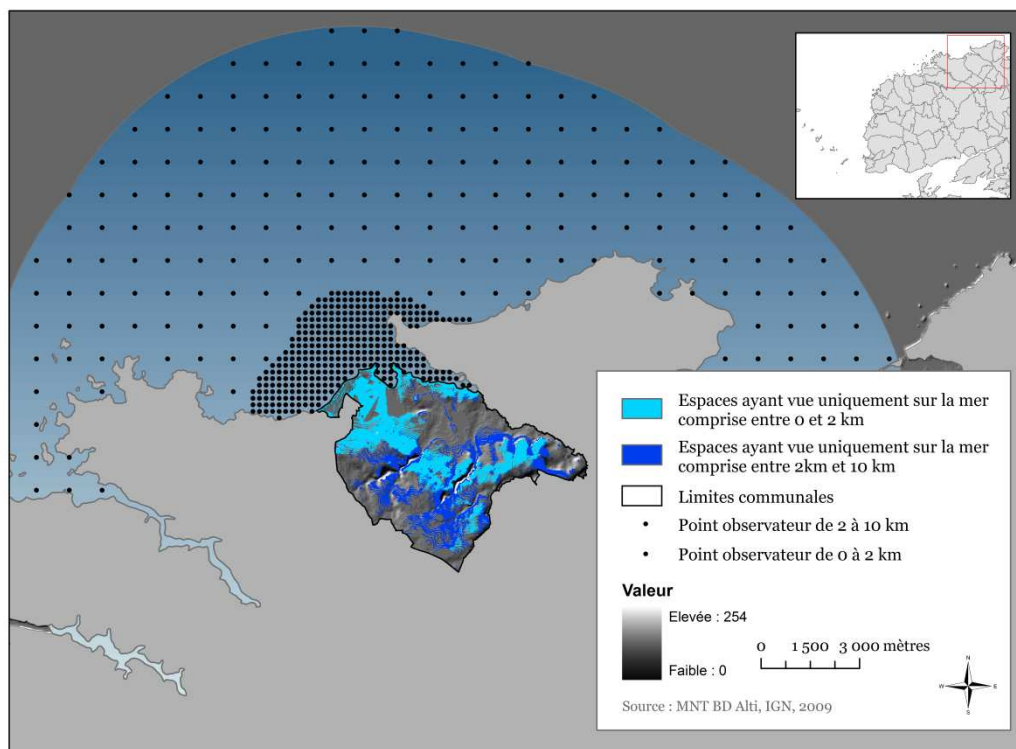 Espaces ayant vue uniquement sur la mer
comprise entre 0 et 2 km
Espaces ayant vue uniquement sur la mer
comprise entre 2km et 10 km
Limites communales
Point observateur de 2 à 10 km
Point observateur de 0 à 2 km
Valeur
Elevée : 254
Faible : 0
0 1 500 3 000 mètres
N
W E
S
Source : MNT BD Alti, IGN, 2009